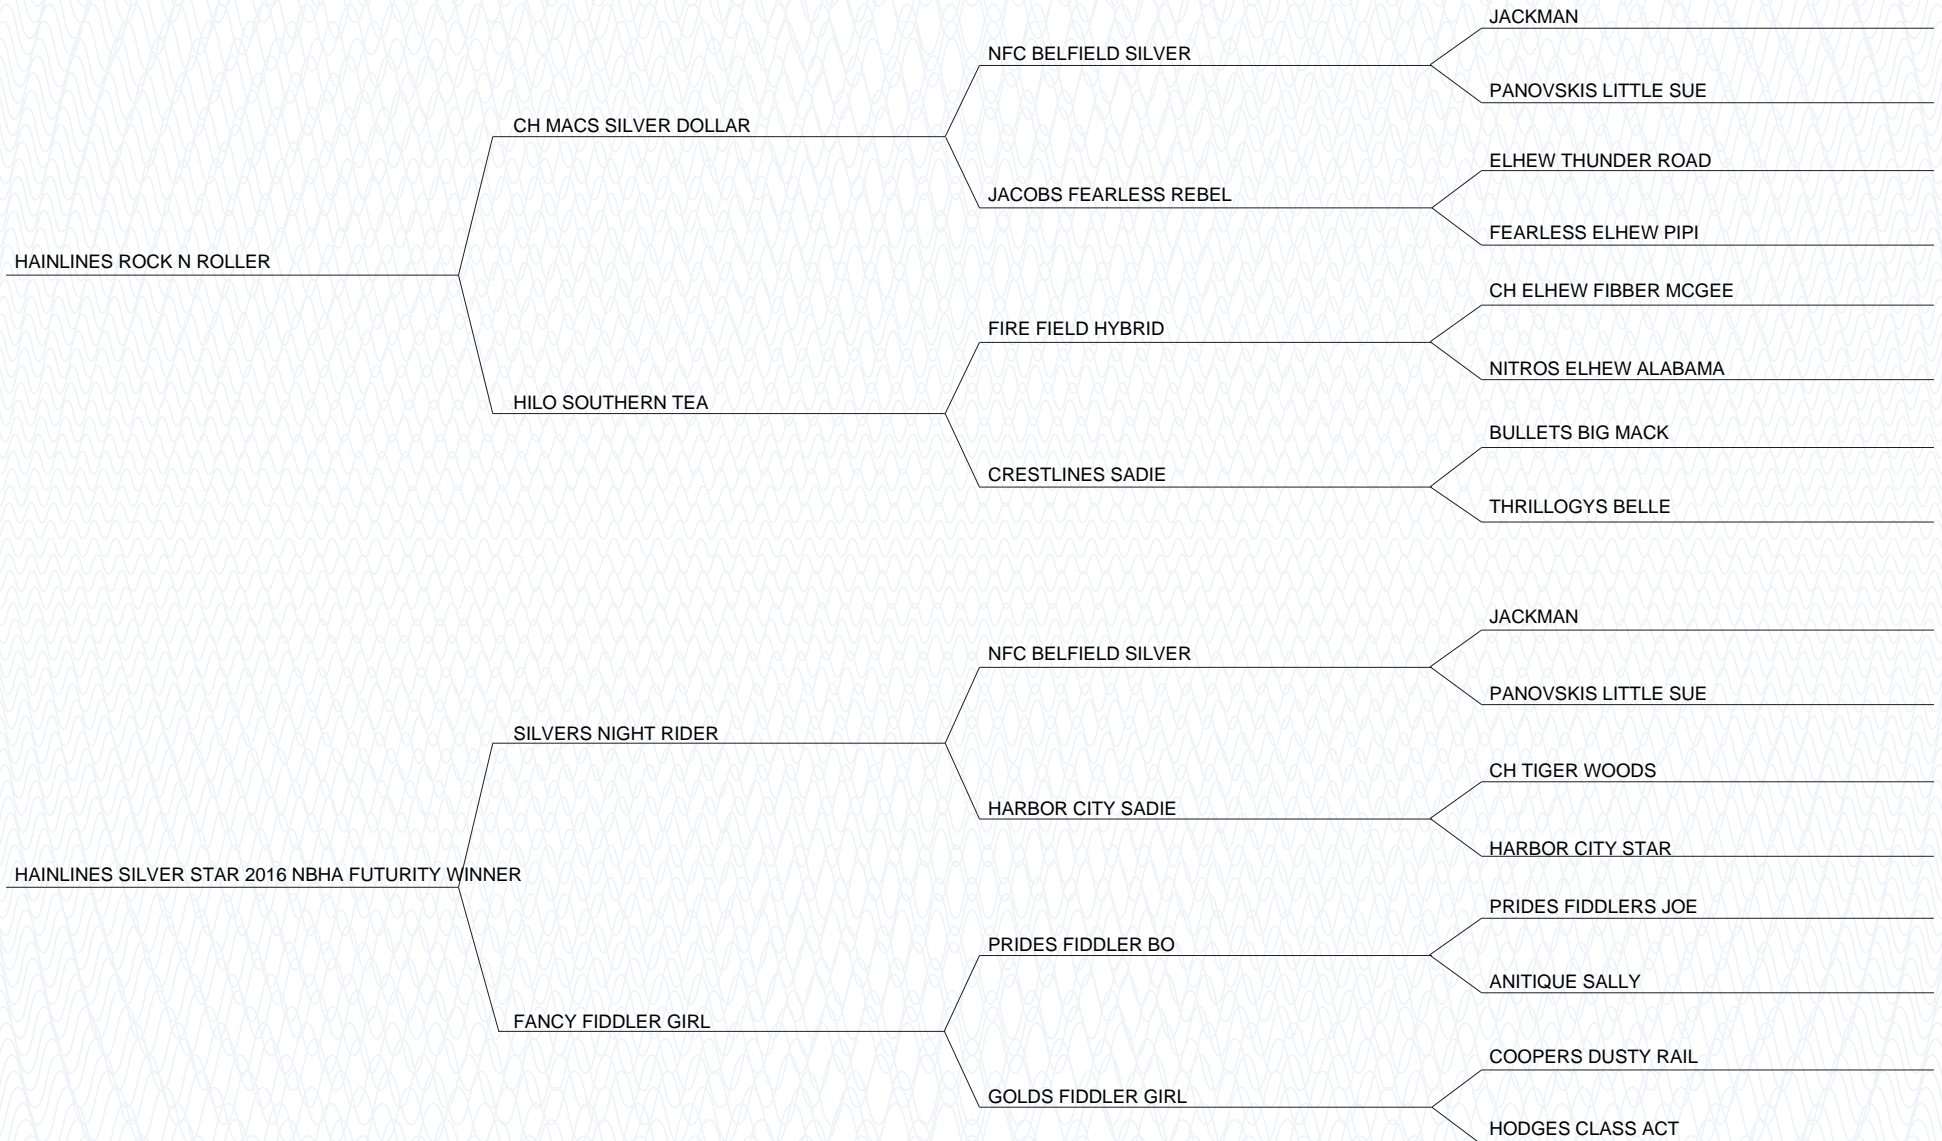 JACKMAN
NFC BELFIELD SILVER
PANOVSKIS LITTLE SUE
CH MACS SILVER DOLLAR
ELHEW THUNDER ROAD
JACOBS FEARLESS REBEL
FEARLESS ELHEW PIPI
HAINLINES ROCK N ROLLER
CH ELHEW FIBBER MCGEE
FIRE FIELD HYBRID
NITROS ELHEW ALABAMA
HILO SOUTHERN TEA
BULLETS BIG MACK
CRESTLINES SADIE
THRILLOGYS BELLE
JACKMAN
NFC BELFIELD SILVER
PANOVSKIS LITTLE SUE
SILVERS NIGHT RIDER
CH TIGER WOODS
HARBOR CITY SADIE
HARBOR CITY STAR
HAINLINES SILVER STAR 2016 NBHA FUTURITY WINNER
PRIDES FIDDLERS JOE
PRIDES FIDDLER BO
ANITIQUE SALLY
FANCY FIDDLER GIRL
COOPERS DUSTY RAIL
GOLDS FIDDLER GIRL
HODGES CLASS ACT